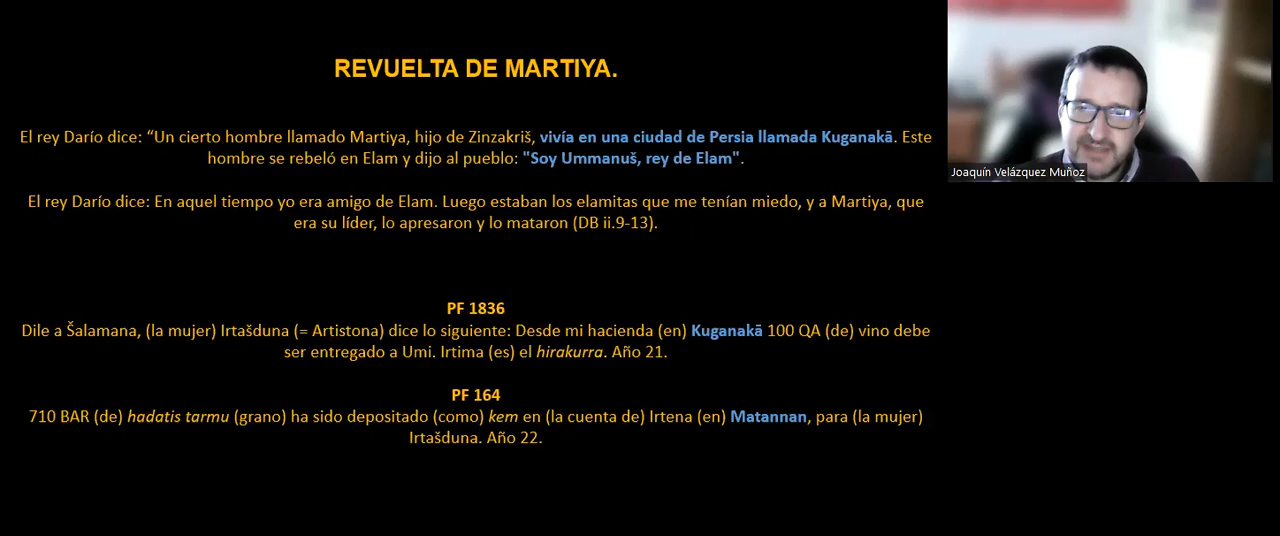 REVUELTA DE MARTIYA.
El rey Darío dice: “Un cierto hombre llamado Martiya, hijo de Zinzakriš, vivía en una ciudad de Persia llamada Kuganakā. Este
hombre se rebeló en Elam y dijo al pueblo: "Soy Ummanuš, rey de Elam".
El rey Darío dice: En aquel tiempo yo era amigo de Elam. Luego estaban los elamitas que me tenían miedo, y a Martiya, que
era su líder, lo apresaron y lo mataron (DB ii.9-13).
PF 1836
Dile a Šalamana, (la mujer) Irtašduna (= Artistona) dice lo siguiente: Desde mi hacienda (en) Kuganakā 100 QA (de) vino debe
ser entregado a Umi. Irtima (es) el hirakurra. Año 21.
PF 164
710 BAR (de) hadatis tarmu (grano) ha sido depositado (como) kem en (la cuenta de) Irtena (en) Matannan, para (la mujer)
Irtašduna. Año 22.
Joaquín Velázquez Muñoz